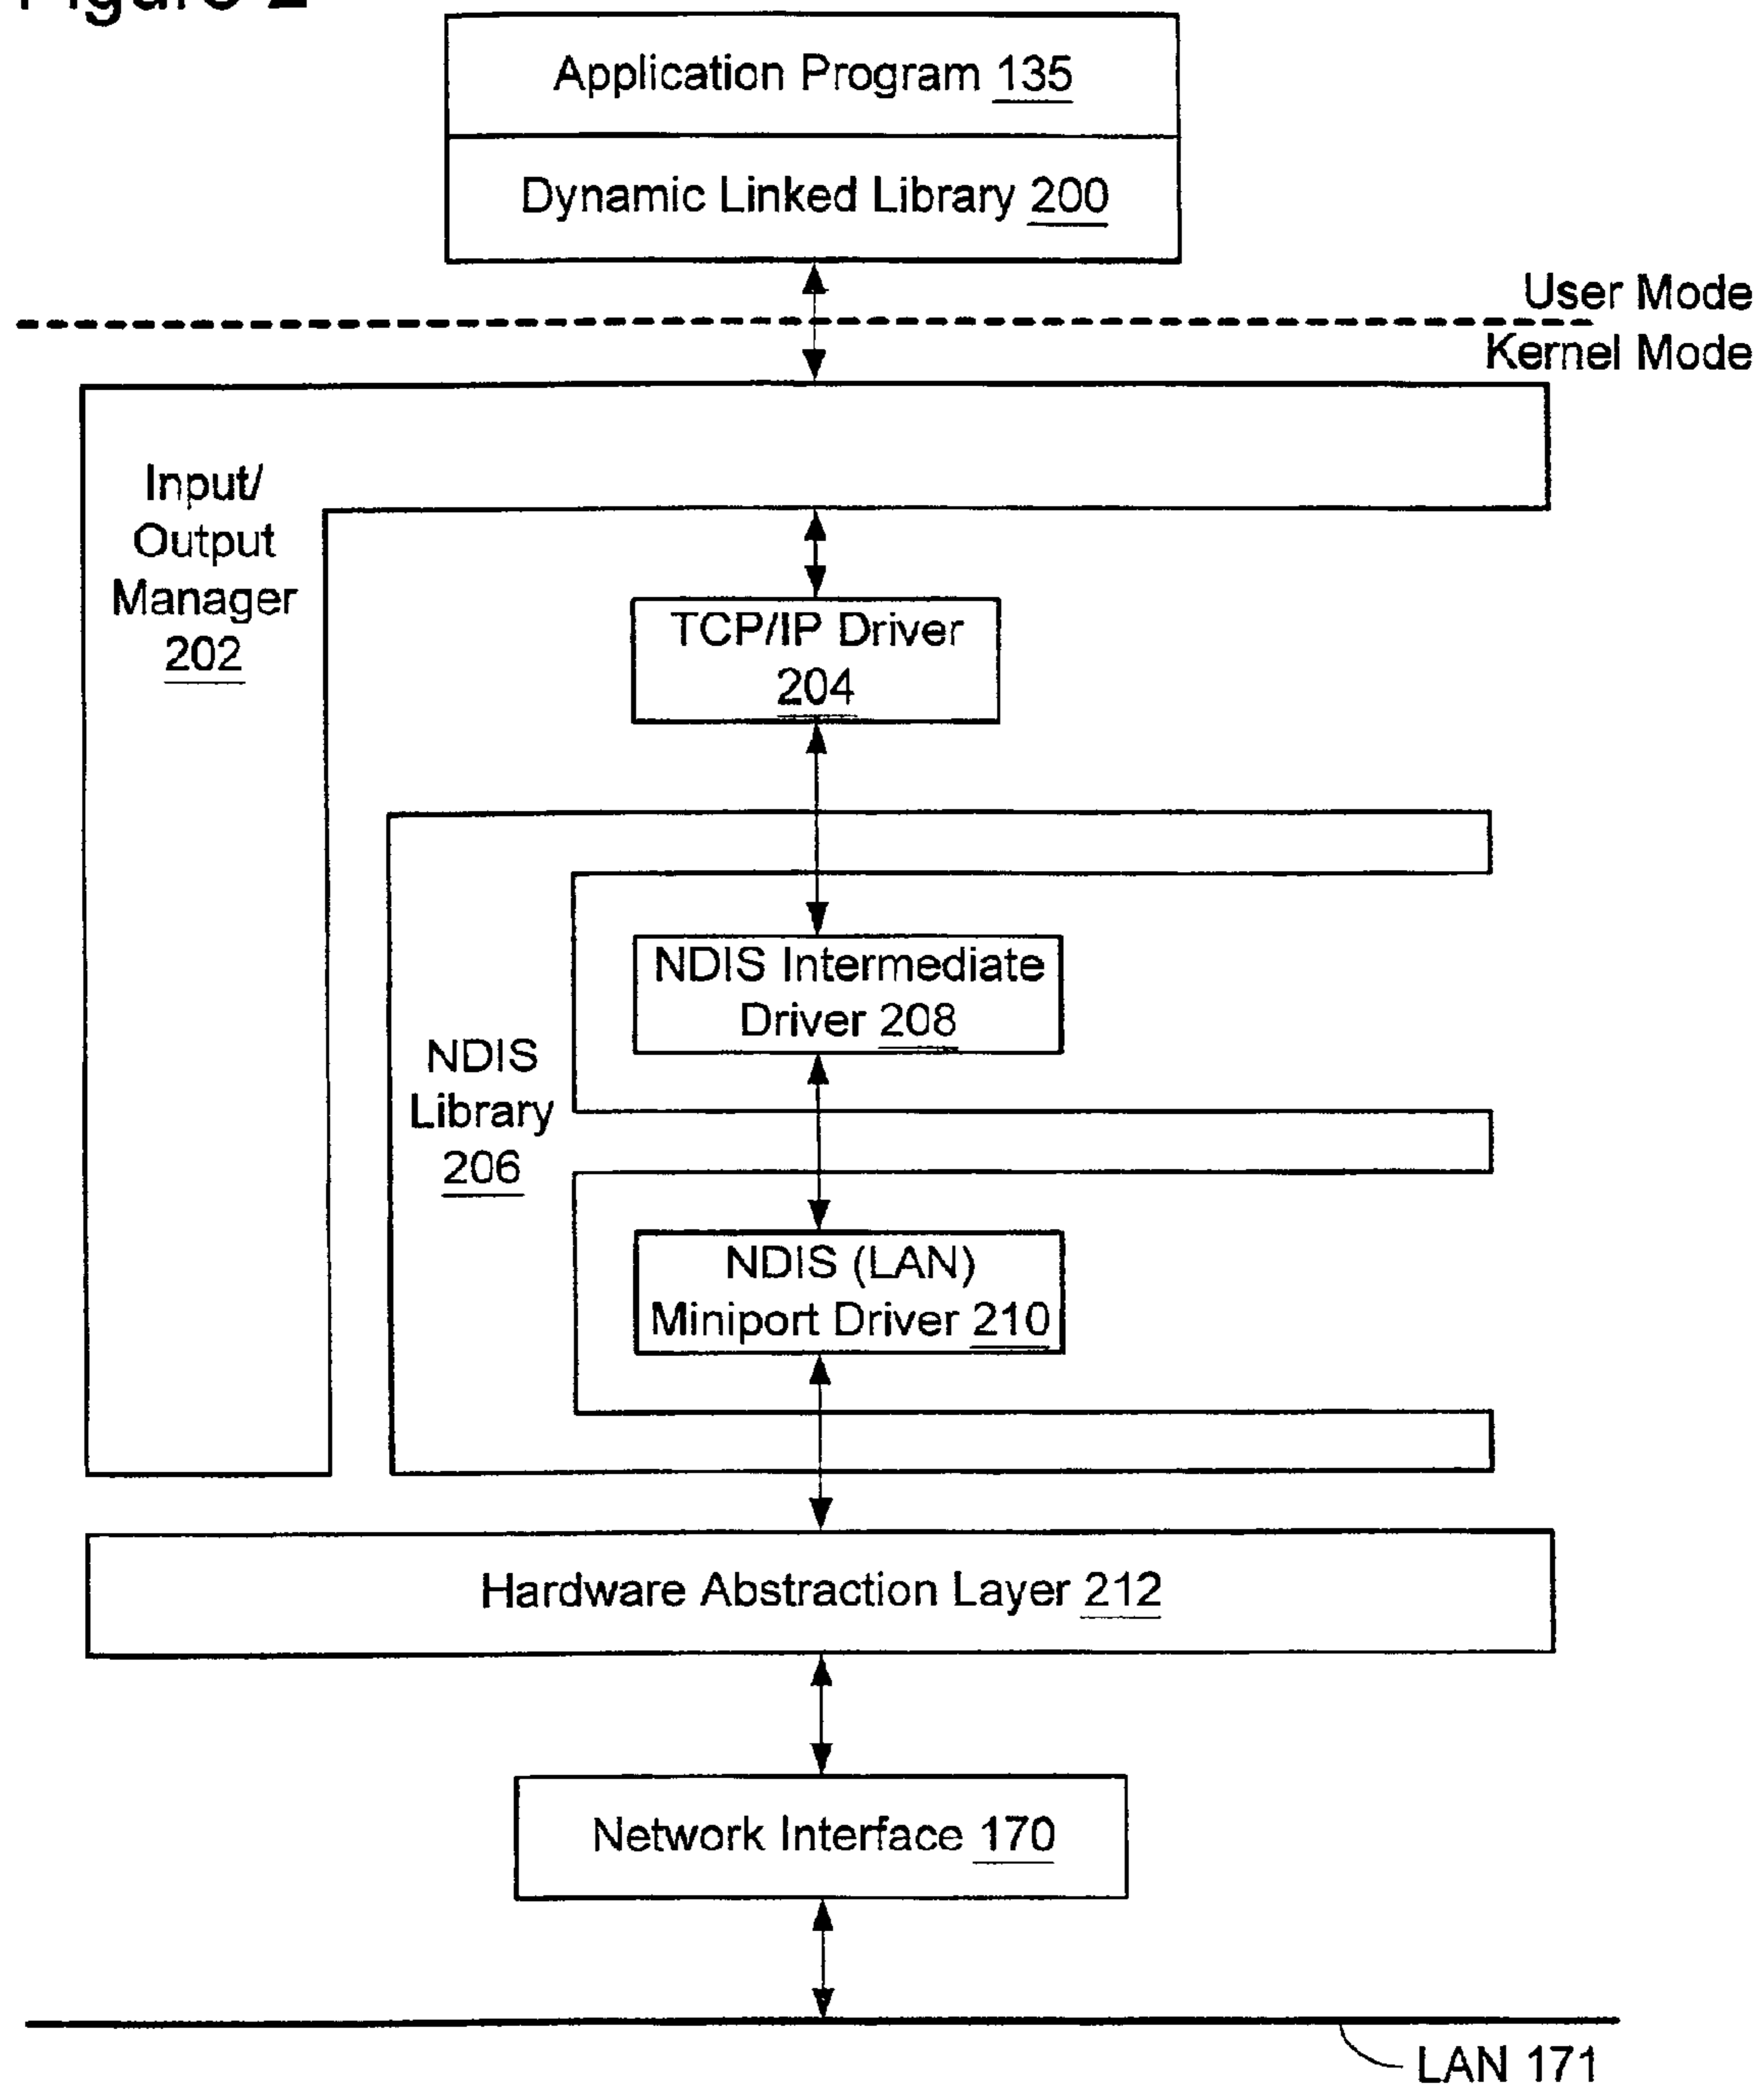 Figure 2
Application Program 135
Dynamic Linked Library 200
User Mode
Kernel Mode
Input/
Output
Manager
202
TCP/IP Driver
204
NDIS Intermediate
Driver 208
NDIS
Library
206
NDIS (LAN)
Miniport Driver 210
Hardware Abstraction Layer 212
Network Interface 170
LAN 171